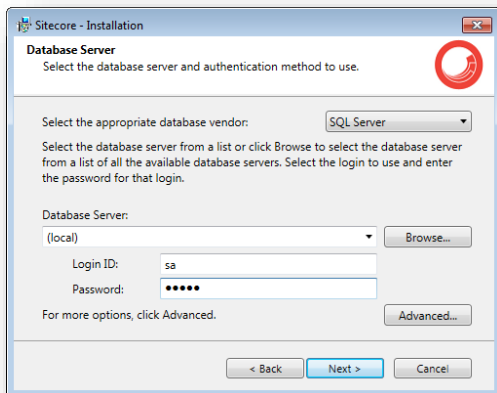 Sitecore - Installation
Database Server
Select the database server and authentication method to use.
Select the appropriate database vendor:
SQL Server
Select the database server from a list or click Browse to select the database server
from a list of all the available database servers. Select the login to use and enter
the password for that login.
Database Server:
(local)
Browse...
Login ID:
sa
Password:
●●●●●
For more options, click Advanced.
Advanced...
< Back
Next >
Cancel